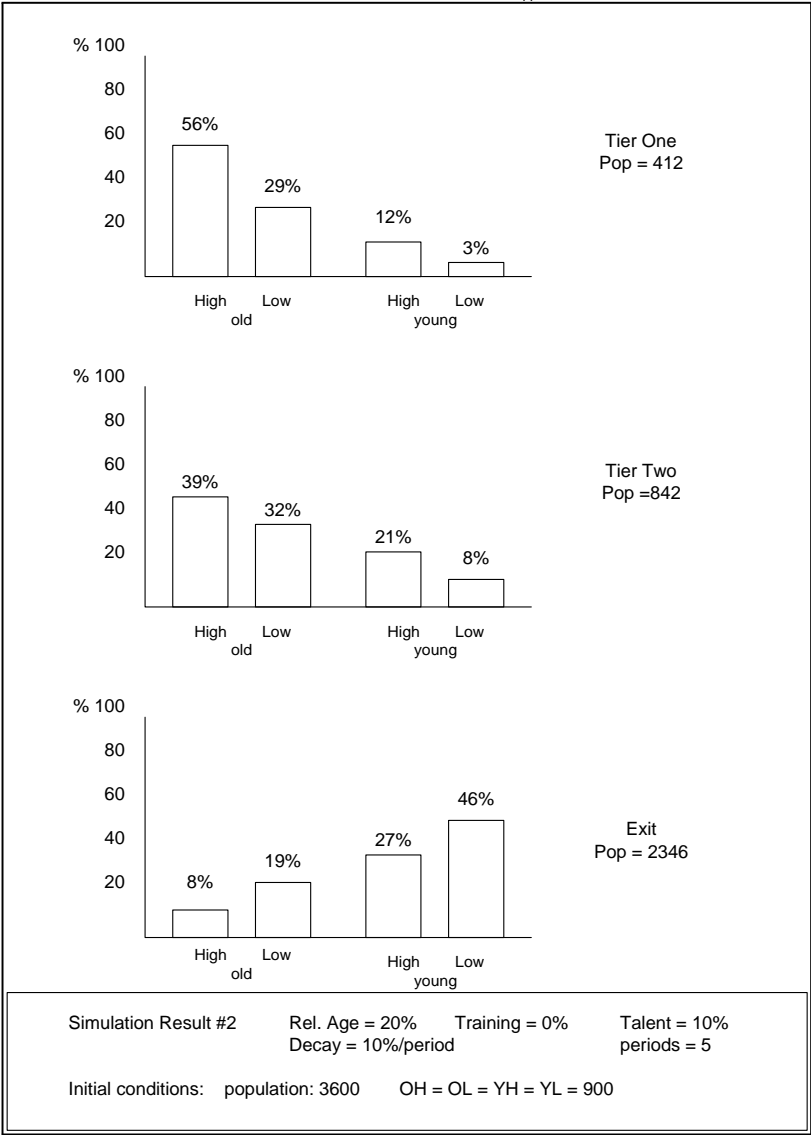 % 100
80
60
40
20
56%
29%
12%
3%
High Low High Low
old young
Tier One
Pop = 412
% 100
80
60
40
20
39%
32%
21%
8%
High Low High Low
old young
Tier Two
Pop =842
% 100
80
60
40
20
8%
19%
27%
46%
High Low High Low
old young
Exit
Pop = 2346
Simulation Result #2 Rel. Age = 20% Training = 0% Talent = 10%
Decay = 10%/period periods = 5
Initial conditions: population: 3600 OH = OL = YH = YL = 900